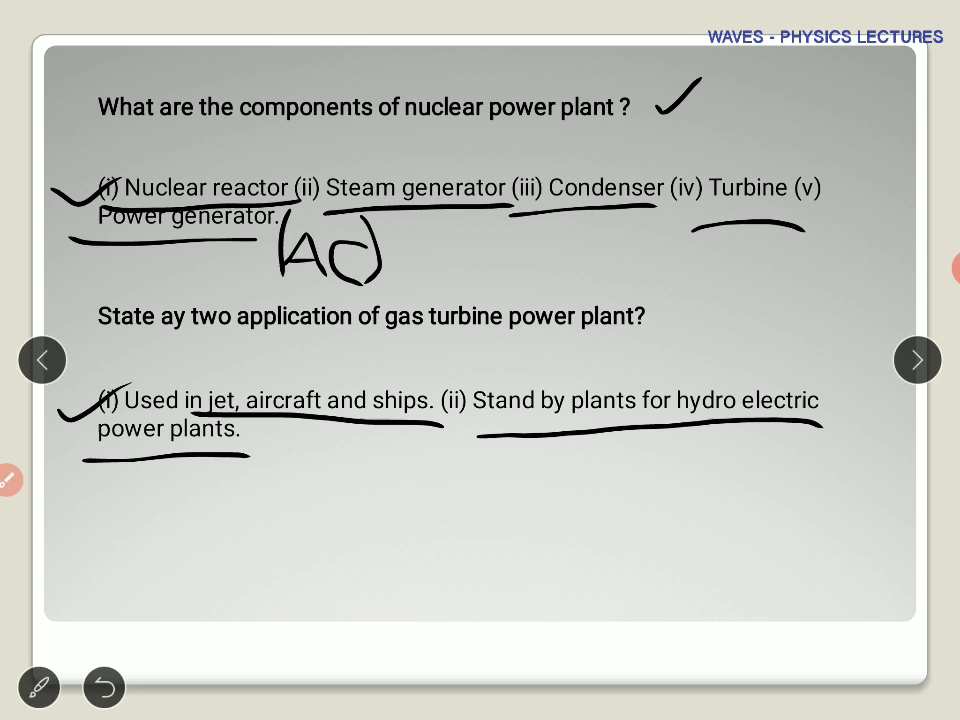 WAVES - PHYSICS LECTURES
What are the components of nuclear power plant ?
(i) Nuclear reactor (ii) Steam generator (iii) Condenser (iv) Turbine (v)
Power generator.
(AC)
State ay two application of gas turbine power plant?
(i) Used in jet, aircraft and ships. (ii) Stand by plants for hydro electric
power plants.